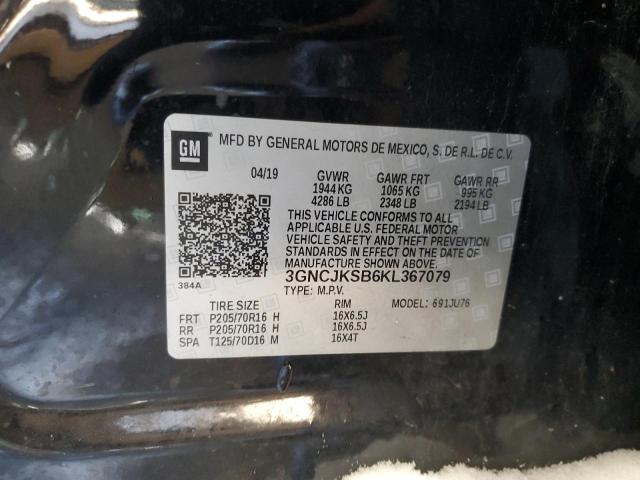 GM MFD BY GENERAL MOTORS DE MEXICO, S. DE R.L. DE C.V.
04/19 GVWR GAWR FRT GAWR RR
1944 KG 1065 KG 995 KG
4286 LB 2348 LB 2194 LB
THIS VEHICLE CONFORMS TO ALL
APPLICABLE U.S. FEDERAL MOTOR
VEHICLE SAFETY AND THEFT PREVENTION
STANDARDS IN EFFECT ON THE DATE OF
MANUFACTURE SHOWN ABOVE.
384A 3GNCJKSB6KL367079
TYPE: M.P.V.
TIRE SIZE RIM MODEL: 691JU76
FRT P205/70R16 H 16X6.5J
RR P205/70R16 H 16X6.5J
SPA T125/70D16 M 16X4T